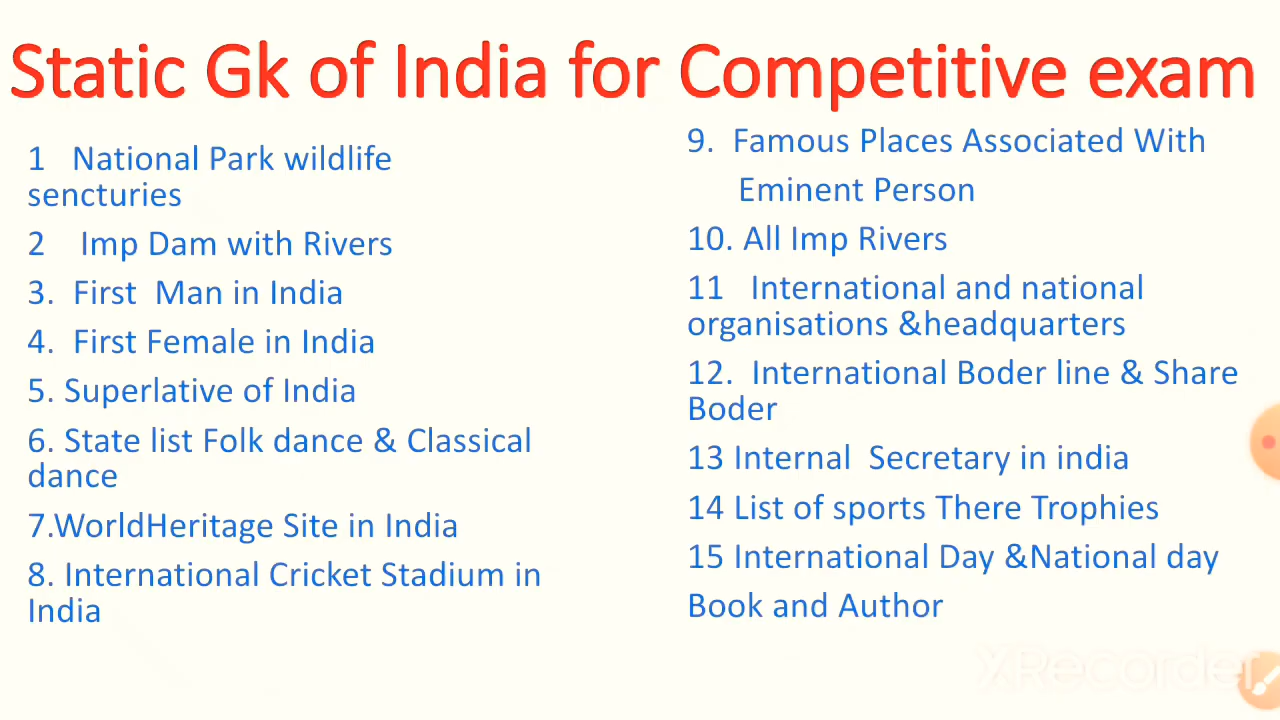 Static Gk of India for Competitive exam
1 National Park wildlife
sencturies
2 Imp Dam with Rivers
3. First Man in India
4. First Female in India
5. Superlative of India
6. State list Folk dance & Classical
dance
7.WorldHeritage Site in India
8. International Cricket Stadium in
India
9. Famous Places Associated With
Eminent Person
10. All Imp Rivers
11 International and national
organisations &headquarters
12. International Boder line & Share
Boder
13 Internal Secretary in india
14 List of sports There Trophies
15 International Day &National day
Book and Author
XRecorder